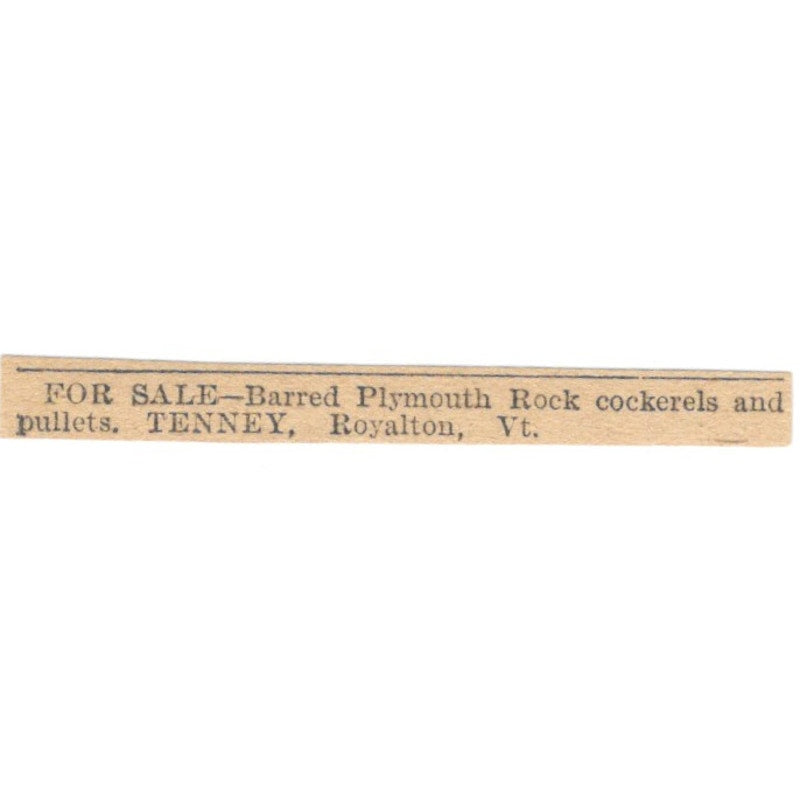 FOR SALE—Barred Plymouth Rock cockerels and
pullets. TENNEY, Royalton, Vt.